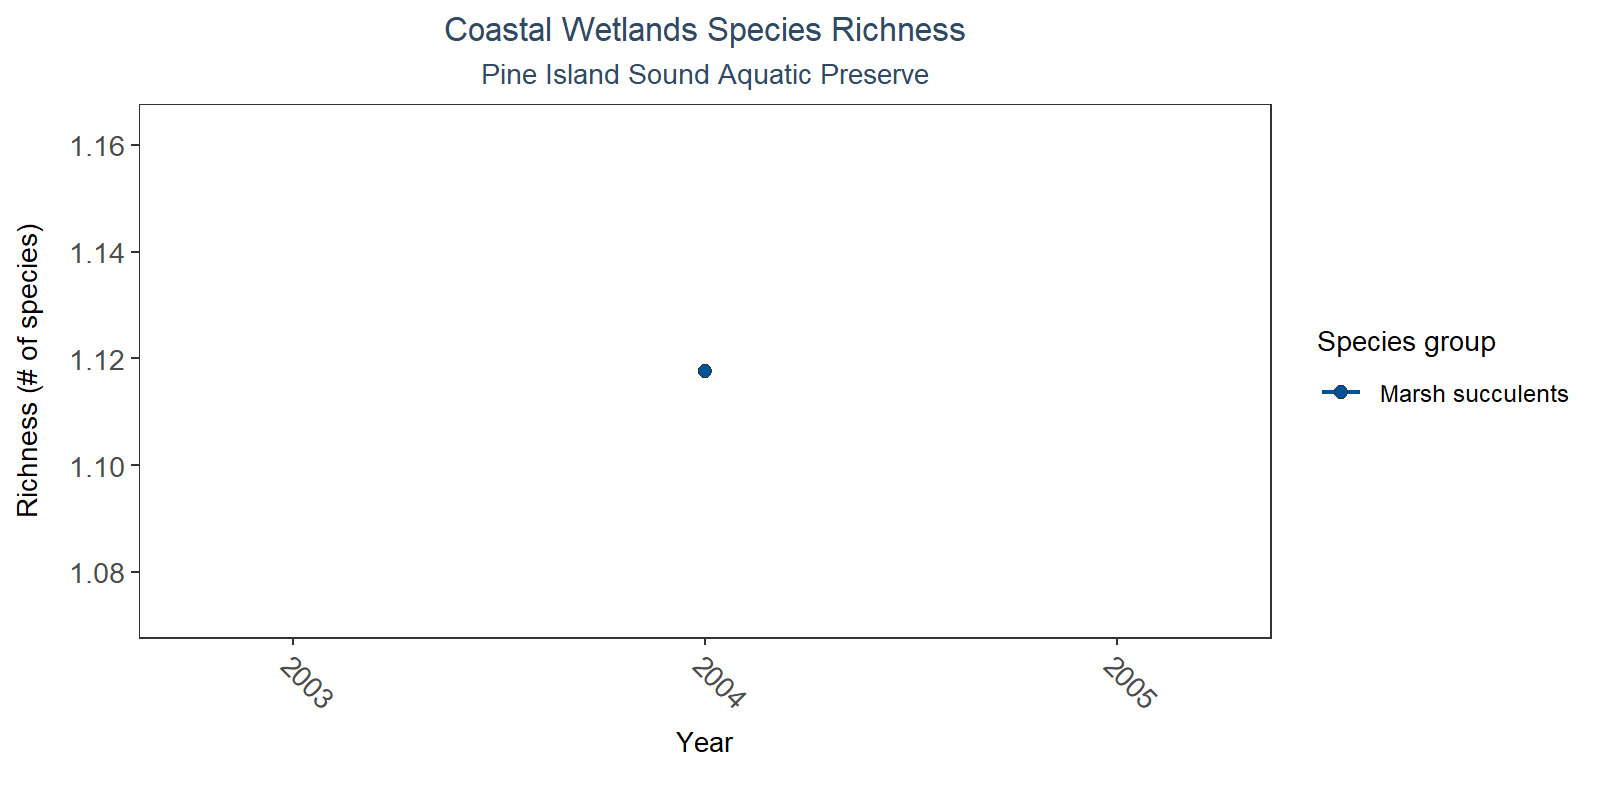 Coastal Wetlands Species Richness
Pine Island Sound Aquatic Preserve
Richness (# of species)
1.16
1.14
1.12
1.10
1.08
2003
2004
2005
Year
Species group
Marsh succulents